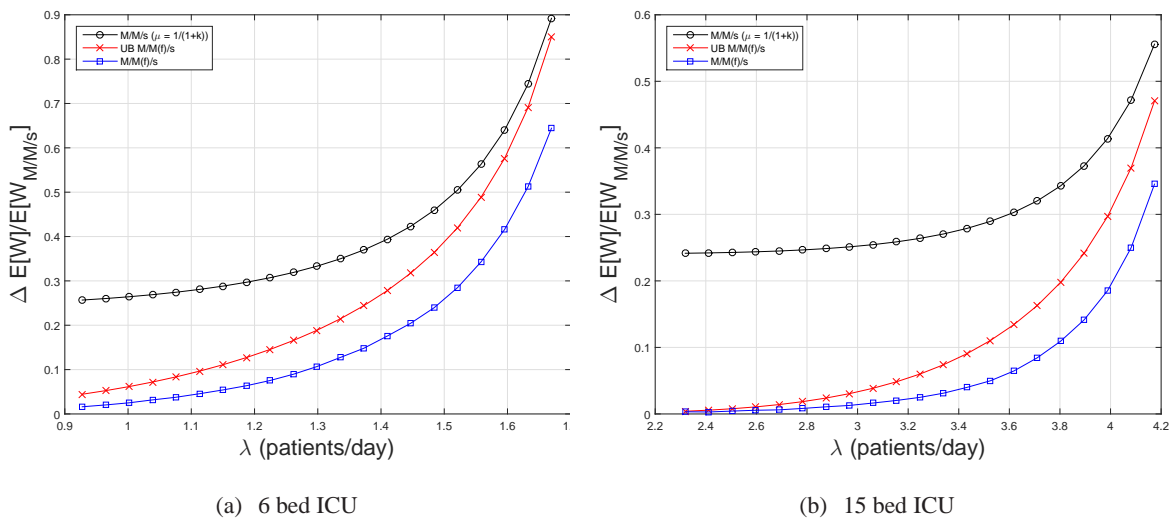 0.9
0.8
0.7
0.6
0.5
0.4
0.3
0.2
0.1
0
Δ E[W]/E[W_{M/M/s}]
M/M/s (μ = 1/(1+k))
UB M/M(f)/s
M/M(f)/s
0.9 1 1.1 1.2 1.3 1.4 1.5 1.6 1.
λ (patients/day)
(a) 6 bed ICU
0.6
0.5
0.4
0.3
0.2
0.1
0
Δ E[W]/E[W_{M/M/s}]
M/M/s (μ = 1/(1+k))
UB M/M(f)/s
M/M(f)/s
2.2 2.4 2.6 2.8 3 3.2 3.4 3.6 3.8 4 4.2
λ (patients/day)
(b) 15 bed ICU